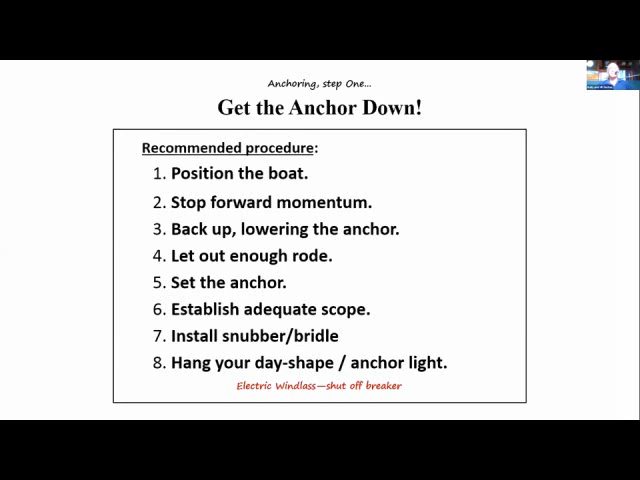 Anchoring, step One...
Get the Anchor Down!
Recommended procedure:
1. Position the boat.
2. Stop forward momentum.
3. Back up, lowering the anchor.
4. Let out enough rode.
5. Set the anchor.
6. Establish adequate scope.
7. Install snubber/bridle
8. Hang your day-shape / anchor light.
Electric Windlass—shut off breaker